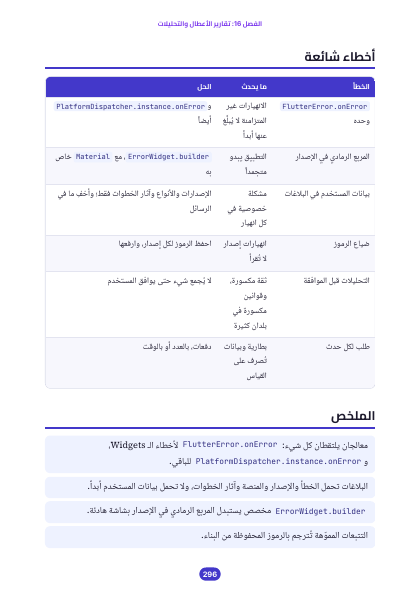 الفصل 16: تقارير الأعطال والتحليلات
أخطاء شائعة
الخطأ ما يحدث الحل
FlutterError.onError الانهيارات غير و PlatformDispatcher.instance.onError
وحده المتزامنة لا يُبلَّغ أيضاً
عنها أبداً
المربع الرمادي في الإصدار التطبيق يبدو ErrorWidget.builder، مع Material خاص
متجمداً به
بيانات المستخدم في البلاغات مشكلة الإصدارات والأنواع وآثار الخطوات فقط؛ وأخفِ ما في
خصوصية في الرسائل
كل انهيار
ضياع الرموز انهيارات إصدار احفظ الرموز لكل إصدار، وارفعها
لا تُقرأ
التحليلات قبل الموافقة ثقة مكسورة، لا يُجمع شيء حتى يوافق المستخدم
وقوانين
مكسورة في
بلدان كثيرة
طلب لكل حدث بطارية وبيانات دفعات، بالعدد أو بالوقت
تُصرف على
القياس
الملخص
معالجان يلتقطان كل شيء: FlutterError.onError لأخطاء الـ Widgets،
و PlatformDispatcher.instance.onError للباقي.
البلاغات تحمل الخطأ والإصدار والمنصة وآثار الخطوات، ولا تحمل بيانات المستخدم أبداً.
ErrorWidget.builder مخصص يستبدل المربع الرمادي في الإصدار بشاشة هادئة.
التتبعات المموّهة تُترجم بالرموز المحفوظة من البناء.
296